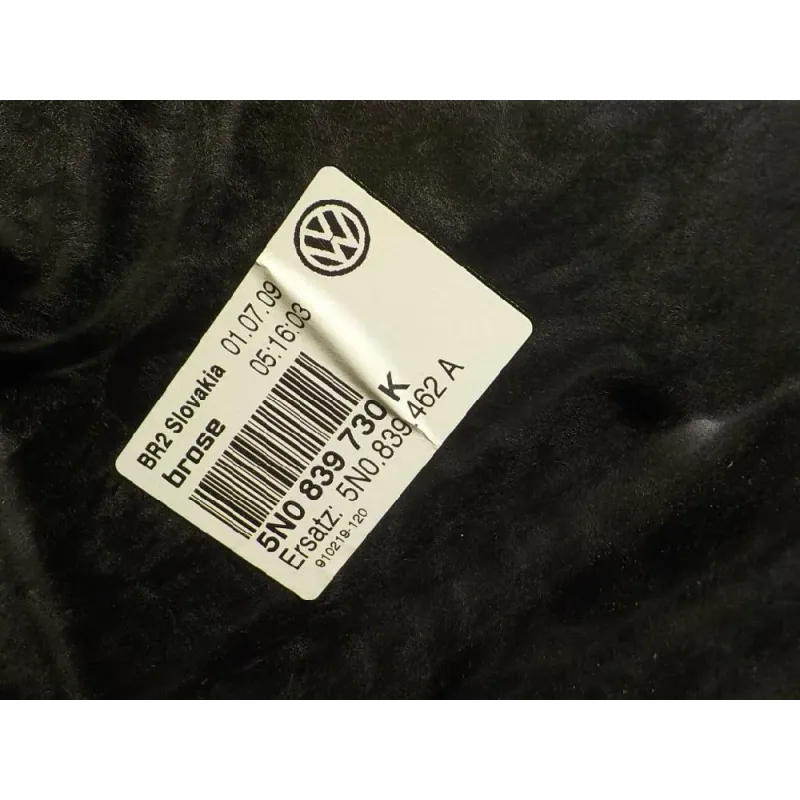 BR2 Slovakia 01.07.09
brose 05:16:03
5N0 839 730 K
Ersatz: 5N0.839 462 A
910219-120